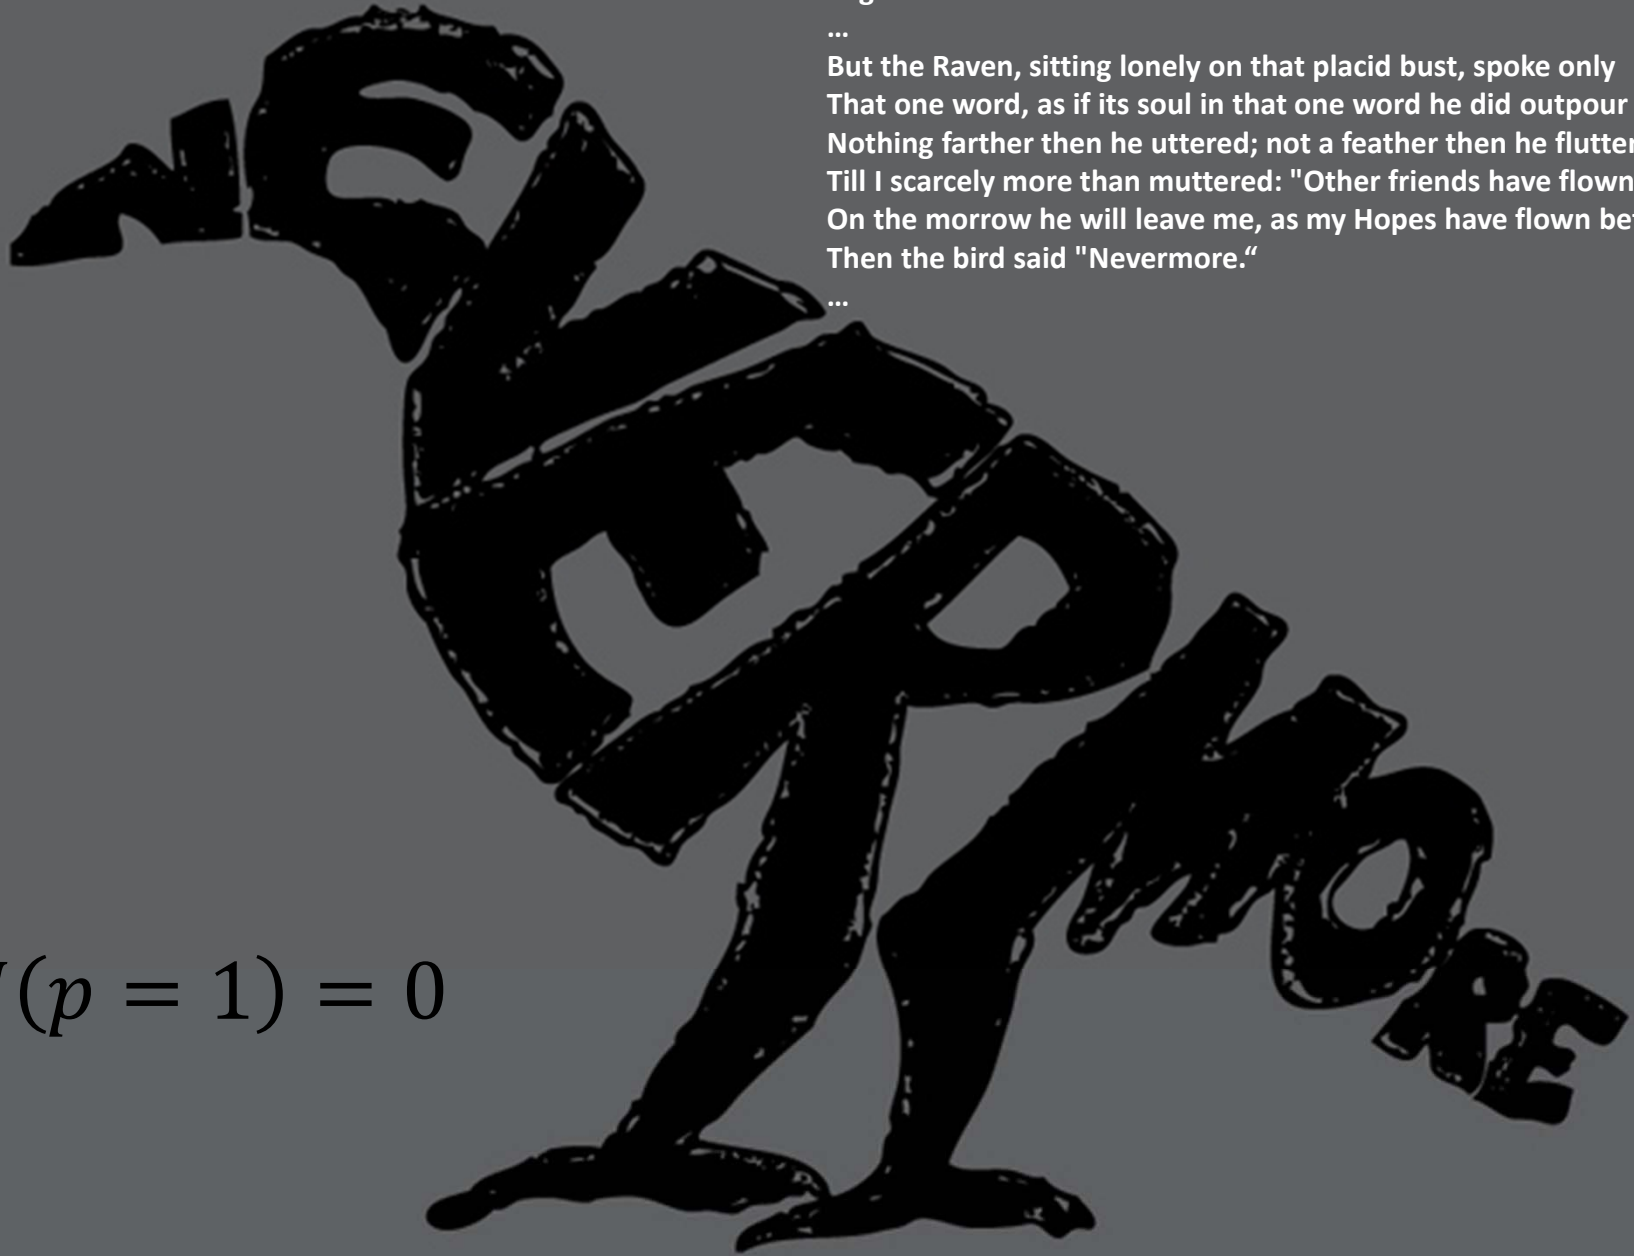 …
But the Raven, sitting lonely on that placid bust, spoke only
That one word, as if its soul in that one word he did outpour
Nothing farther then he uttered; not a feather then he flutter
Till I scarcely more than muttered: "Other friends have flown
On the morrow he will leave me, as my Hopes have flown
Then the bird said "Nevermore.“
…
NEVERMORE
(p = 1) = 0